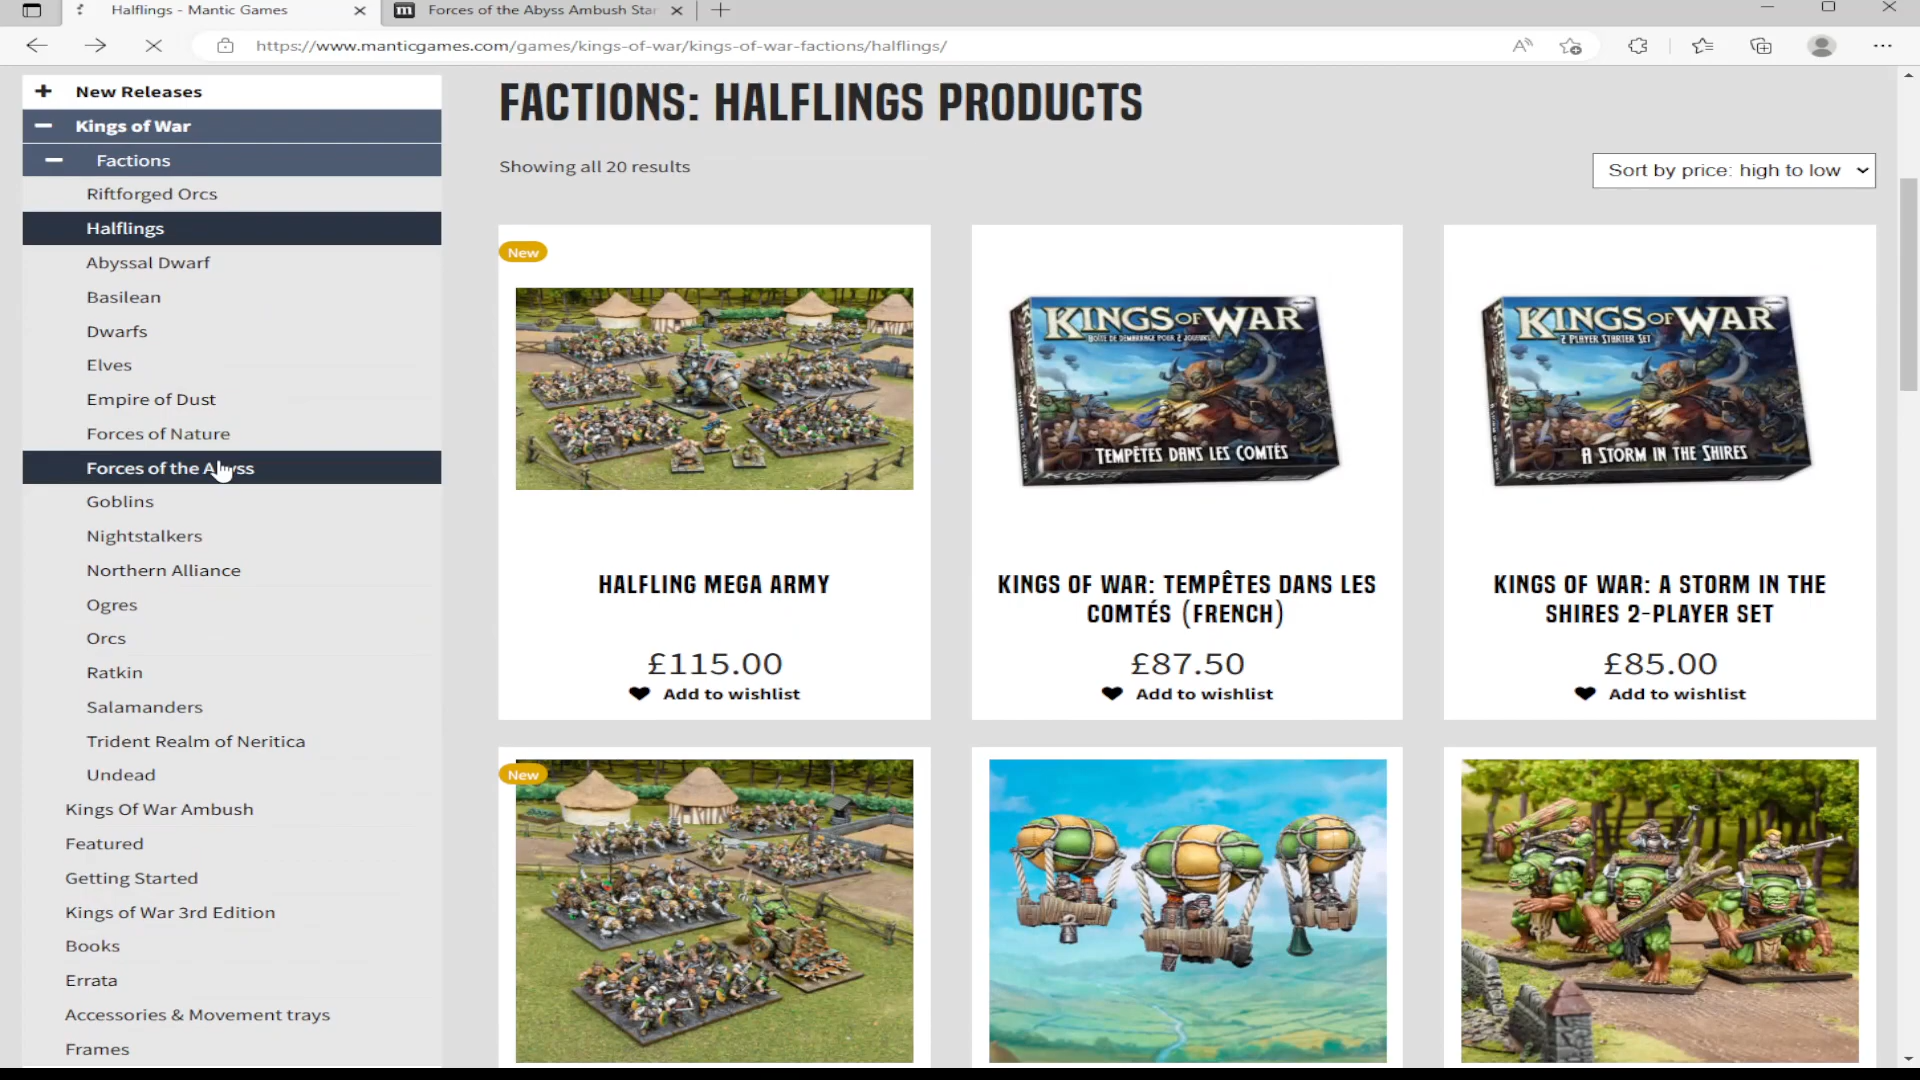 Halflings - Mantic Games
Forces of the Abyss Ambush Star
https://www.manticgames.com/games/kings-of-war/kings-of-war-factions/halflings/
New Releases
Kings of War
Factions
Riftforged Orcs
Halflings
Abyssal Dwarf
Basilean
Dwarfs
Elves
Empire of Dust
Forces of Nature
Forces of the Abyss
Goblins
Nightstalkers
Northern Alliance
Ogres
Orcs
Ratkin
Salamanders
Trident Realm of Neritica
Undead
Kings Of War Ambush
Featured
Getting Started
Kings of War 3rd Edition
Books
Errata
Accessories & Movement trays
Frames
FACTIONS: HALFLINGS PRODUCTS
Showing all 20 results
Sort by price: high to low
New
HALFLING MEGA ARMY
£115.00
Add to wishlist
KINGS OF WAR
BOITE DE DEMARRAGE POUR 2 JOUEURS
TEMPÊTES DANS LES COMTÉS
KINGS OF WAR: TEMPÊTES DANS LES
COMTÉS (FRENCH)
£87.50
Add to wishlist
KINGS OF WAR
2 PLAYER STARTER SET
A STORM IN THE SHIRES
KINGS OF WAR: A STORM IN THE
SHIRES 2-PLAYER SET
£85.00
Add to wishlist
New